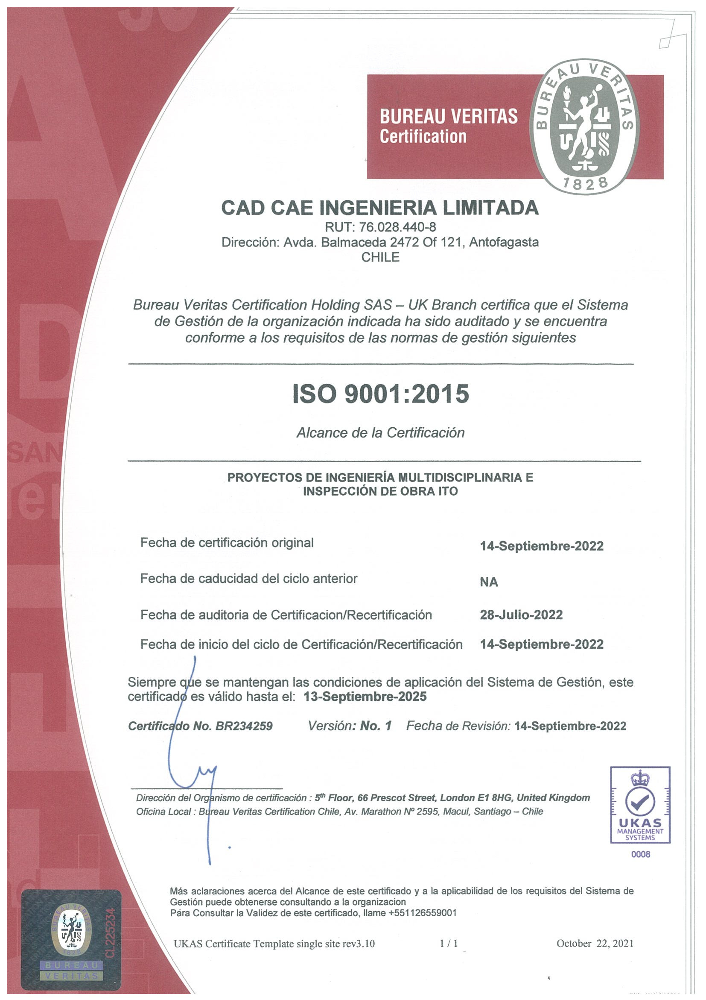 BUREAU VERITAS
Certification
BUREAU VERITAS
1828
CAD CAE INGENIERIA LIMITADA
RUT: 76.028.440-8
Dirección: Avda. Balmaceda 2472 Of 121, Antofagasta
CHILE
Bureau Veritas Certification Holding SAS – UK Branch certifica que el Sistema
de Gestión de la organización indicada ha sido auditado y se encuentra
conforme a los requisitos de las normas de gestión siguientes
ISO 9001:2015
Alcance de la Certificación
PROYECTOS DE INGENIERÍA MULTIDISCIPLINARIA E
INSPECCIÓN DE OBRA ITO
Fecha de certificación original 14-Septiembre-2022
Fecha de caducidad del ciclo anterior NA
Fecha de auditoria de Certificacion/Recertificación 28-Julio-2022
Fecha de inicio del ciclo de Certificación/Recertificación 14-Septiembre-2022
Siempre que se mantengan las condiciones de aplicación del Sistema de Gestión, este
certificado es válido hasta el: 13-Septiembre-2025
Certificado No. BR234259 Versión: No. 1 Fecha de Revisión: 14-Septiembre-2022
Dirección del Organismo de certificación : 5th Floor, 66 Prescot Street, London E1 8HG, United Kingdom
Oficina Local : Bureau Veritas Certification Chile, Av. Marathon Nº 2595, Macul, Santiago – Chile
UKAS
MANAGEMENT
SYSTEMS
0008
Más aclaraciones acerca del Alcance de este certificado y a la aplicabilidad de los requisitos del Sistema de
Gestión puede obtenerse consultando a la organizacion
Para Consultar la Validez de este certificado, llame +551126559001
UKAS Certificate Template single site rev3.10 1 / 1 October 22, 2021
BUREAU VERITAS
1828
BUREAU
VERITAS
CL225234